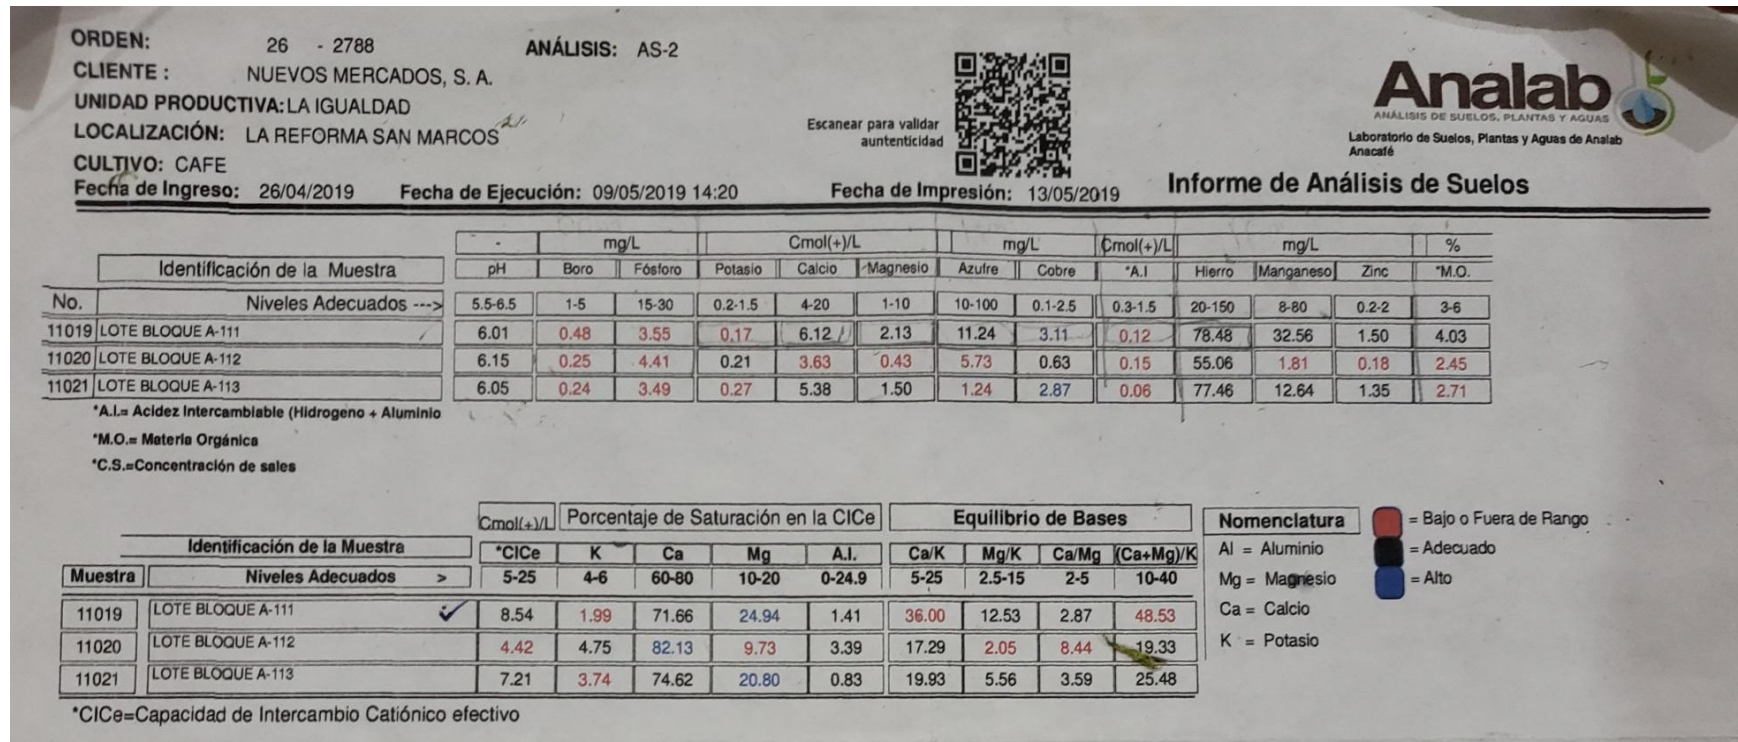 ORDEN: 26 - 2788 ANÁLISIS: AS-2
CLIENTE : NUEVOS MERCADOS, S. A.
UNIDAD PRODUCTIVA: LA IGUALDAD
LOCALIZACIÓN: LA REFORMA SAN MARCOS
CULTIVO: CAFE
Fecha de Ingreso: 26/04/2019 Fecha de Ejecución: 09/05/2019 14:20 Fecha de Impresión: 13/05/2019
Escanear para validar
auntenticidad
Analab
ANÁLISIS DE SUELOS, PLANTAS Y AGUAS
Laboratorio de Suelos, Plantas y Aguas de Analab
Anacafé
Informe de Análisis de Suelos
- mg/L Cmol(+)/L mg/L Cmol(+)/L mg/L %
Identificación de la Muestra pH Boro Fósforo Potasio Calcio Magnesio Azufre Cobre *A.I Hierro Manganeso Zinc *M.O.
No. Niveles Adecuados ---> 5.5-6.5 1-5 15-30 0.2-1.5 4-20 1-10 10-100 0.1-2.5 0.3-1.5 20-150 8-80 0.2-2 3-6
11019 LOTE BLOQUE A-111 6.01 0.48 3.55 0.17 6.12 2.13 11.24 3.11 0.12 78.48 32.56 1.50 4.03
11020 LOTE BLOQUE A-112 6.15 0.25 4.41 0.21 3.63 0.43 5.73 0.63 0.15 55.06 1.81 0.18 2.45
11021 LOTE BLOQUE A-113 6.05 0.24 3.49 0.27 5.38 1.50 1.24 2.87 0.06 77.46 12.64 1.35 2.71
*A.I.= Acidez Intercambiable (Hidrogeno + Aluminio
*M.O.= Materia Orgánica
*C.S.=Concentración de sales
Cmol(+)/L Porcentaje de Saturación en la CICe Equilibrio de Bases
Identificación de la Muestra *CICe K Ca Mg A.I. Ca/K Mg/K Ca/Mg (Ca+Mg)/K
Muestra Niveles Adecuados > 5-25 4-6 60-80 10-20 0-24.9 5-25 2.5-15 2-5 10-40
11019 LOTE BLOQUE A-111 8.54 1.99 71.66 24.94 1.41 36.00 12.53 2.87 48.53
11020 LOTE BLOQUE A-112 4.42 4.75 82.13 9.73 3.39 17.29 2.05 8.44 19.33
11021 LOTE BLOQUE A-113 7.21 3.74 74.62 20.80 0.83 19.93 5.56 3.59 25.48
*CICe=Capacidad de Intercambio Catiónico efectivo
Nomenclatura
Al = Aluminio
Mg = Magnesio
Ca = Calcio
K = Potasio
= Bajo o Fuera de Rango
= Adecuado
= Alto